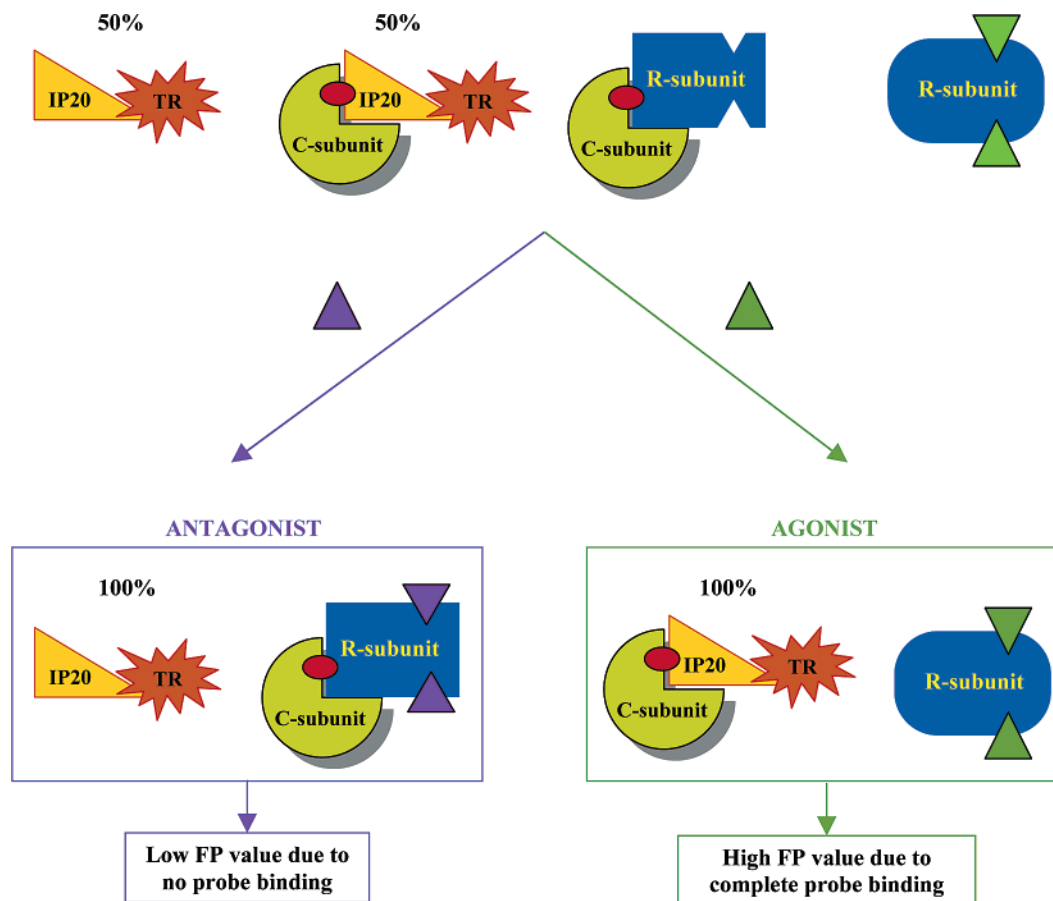 50%
50%
IP20
TR
IP20
TR
C-subunit
R-subunit
C-subunit
R-subunit
ANTAGONIST
AGONIST
100%
IP20
TR
R-subunit
C-subunit
100%
IP20
TR
C-subunit
R-subunit
Low FP value due to
no probe binding
High FP value due to
complete probe binding